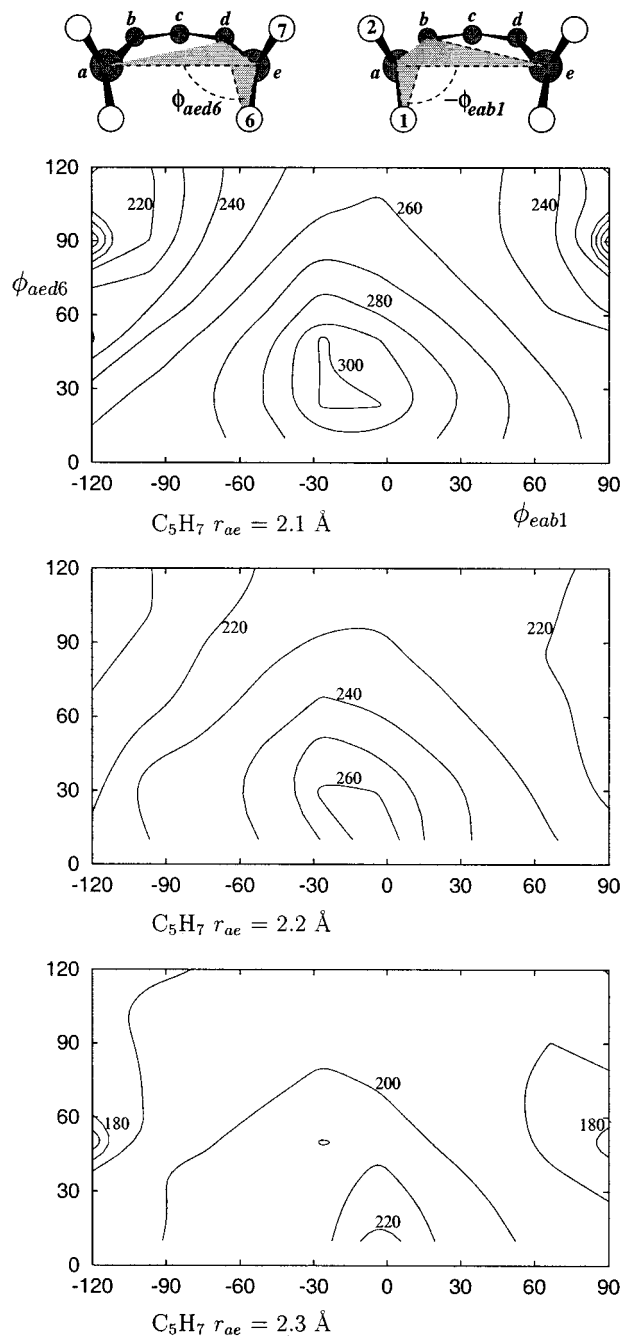 b c d 7 2 b c d
a e a e
ϕaed6 6 1 −ϕeab1
120
220 240 260 240
90
ϕaed6
280
60
300
30
0
-120 -90 -60 -30 0 30 60 90
C₅H₇ rae = 2.1 Å ϕeab1
120
220 220
90
60 240
30 260
0
-120 -90 -60 -30 0 30 60 90
C₅H₇ rae = 2.2 Å
120
90
200
60
180 180
30
220
0
-120 -90 -60 -30 0 30 60 90
C₅H₇ rae = 2.3 Å